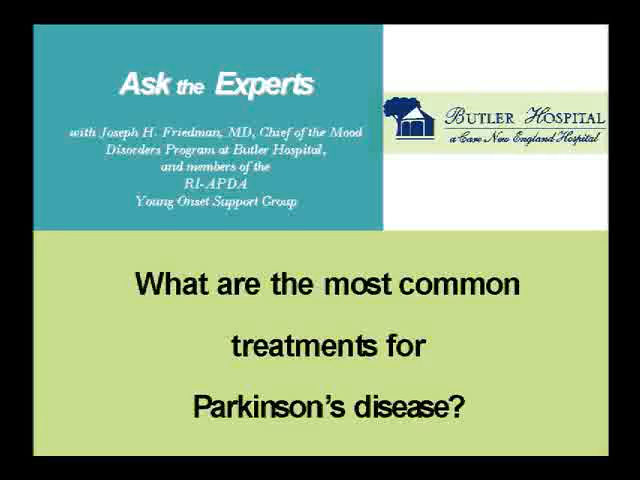 Ask the Experts
with Joseph H. Friedman, MD, Chief of the Mood
Disorders Program at Butler Hospital,
and members of the
RI-APDA
Young Onset Support Group
BUTLER HOSPITAL
a Care New England Hospital
What are the most common
treatments for
Parkinson's disease?